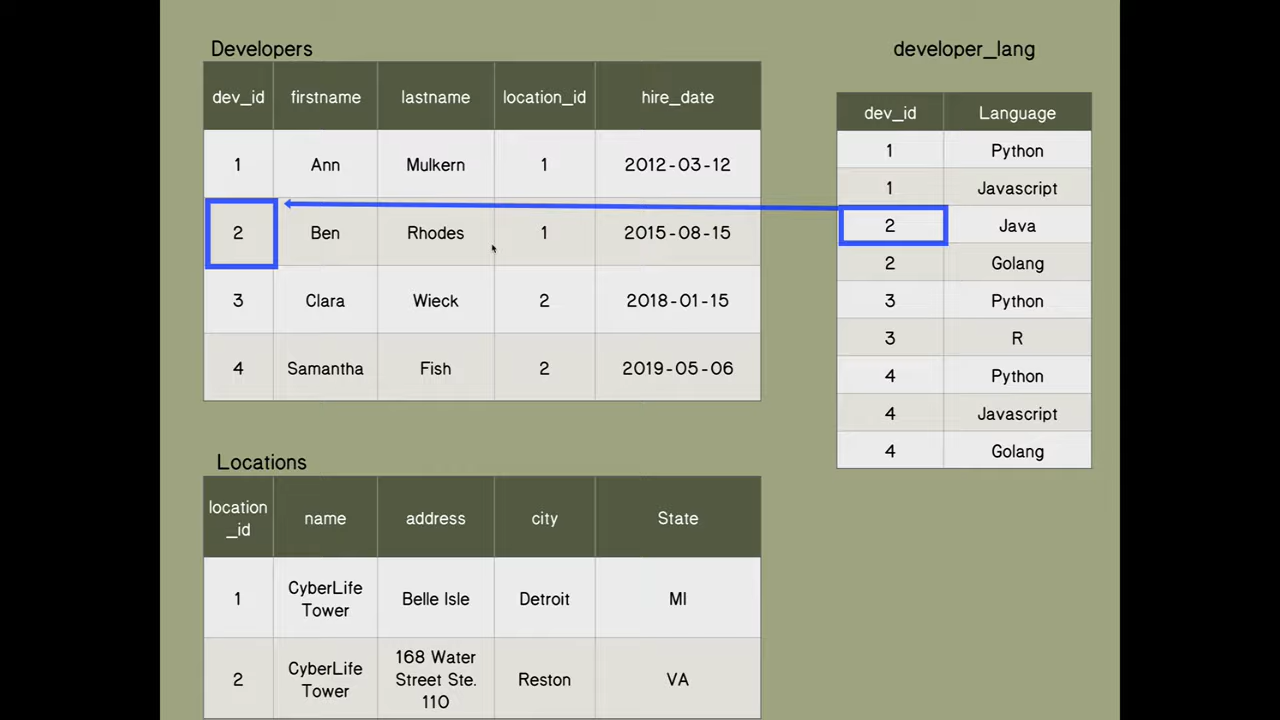 Developers
dev_id firstname lastname location_id hire_date
1 Ann Mulkern 1 2012-03-12
2 Ben Rhodes 1 2015-08-15
3 Clara Wieck 2 2018-01-15
4 Samantha Fish 2 2019-05-06
developer_lang
dev_id Language
1 Python
1 Javascript
2 Java
2 Golang
3 Python
3 R
4 Python
4 Javascript
4 Golang
Locations
location
_id name address city State
1 CyberLife
Tower Belle Isle Detroit MI
2 CyberLife
Tower 168 Water
Street Ste.
110 Reston VA